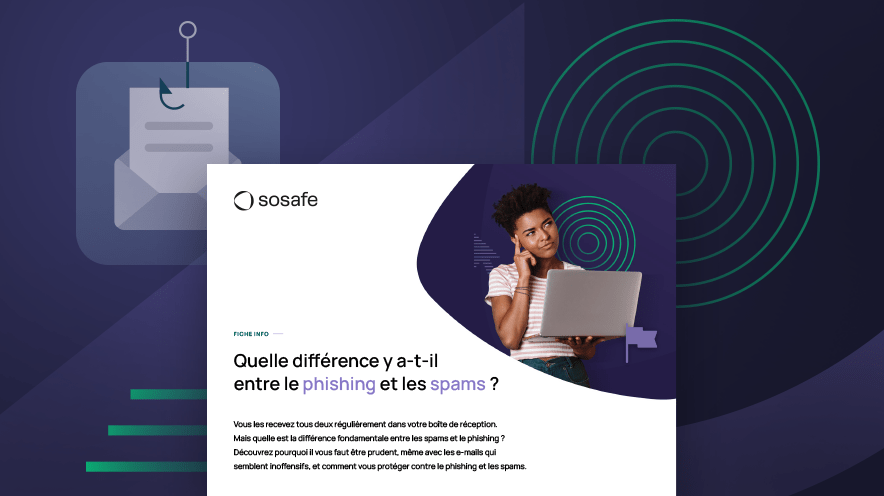 sosafe
FICHE INFO
Quelle différence y a-t-il
entre le phishing et les spams ?
Vous les recevez tous deux régulièrement dans votre boîte de réception.
Mais quelle est la différence fondamentale entre les spams et le phishing ?
Découvrez pourquoi il vous faut être prudent, même avec les e-mails qui
semblent inoffensifs, et comment vous protéger contre le phishing et les spams.